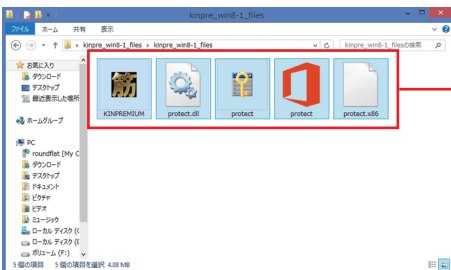 kinpre_win8-1_files
ファイル ホーム 共有 表示
kinpre_win8-1_files ▸ kinpre_win8-1_files
kinpre_win8-1_filesの検索
お気に入り
ダウンロード
デスクトップ
最近表示した場所
ホームグループ
PC
roundflat (My C
ダウンロード
デスクトップ
ドキュメント
ピクチャ
ビデオ
ミュージック
ローカル ディスク (C
ローカル ディスク (
ボリューム (F:)
筋
KINPREMIUM
protect.dll
protect
protect
protect.x86
5 個の項目 5 個の項目を選択 4.08 MB